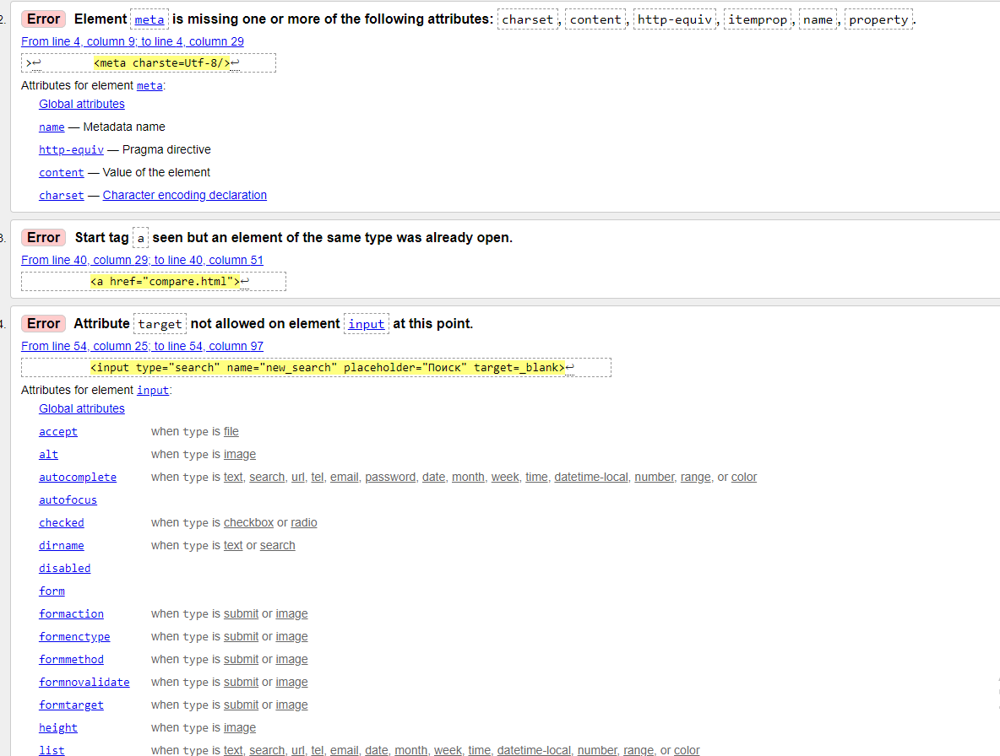 2. Error Element meta is missing one or more of the following attributes: charset, content, http-equiv, itemprop, name, property.
From line 4, column 9; to line 4, column 29
>↩ <meta charste=Utf-8/>↩
Attributes for element meta:
Global attributes
name — Metadata name
http-equiv — Pragma directive
content — Value of the element
charset — Character encoding declaration
3. Error Start tag a seen but an element of the same type was already open.
From line 40, column 29; to line 40, column 51
<a href="compare.html">↩
4. Error Attribute target not allowed on element input at this point.
From line 54, column 25; to line 54, column 97
<input type="search" name="new_search" placeholder="Поиск" target=_blank>↩
Attributes for element input:
Global attributes
accept when type is file
alt when type is image
autocomplete when type is text, search, url, tel, email, password, date, month, week, time, datetime-local, number, range, or color
autofocus
checked when type is checkbox or radio
dirname when type is text or search
disabled
form
formaction when type is submit or image
formenctype when type is submit or image
formmethod when type is submit or image
formnovalidate when type is submit or image
formtarget when type is submit or image
height when type is image
list when type is text, search, url, tel, email, date, month, week, time, datetime-local, number, range, or color